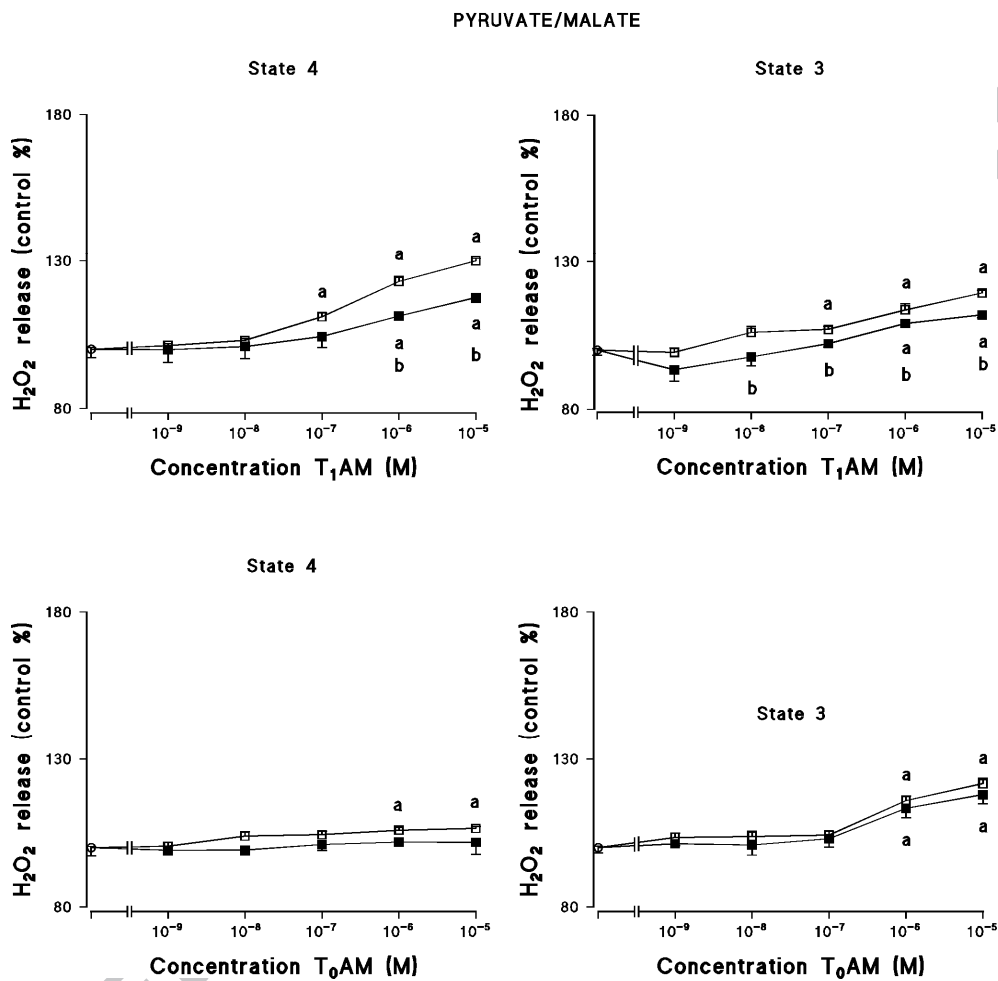 PYRUVATE/MALATE
State 4
180
130
80
H₂O₂ release (control %)
a
a
a
a
a
b
b
10⁻⁹ 10⁻⁸ 10⁻⁷ 10⁻⁶ 10⁻⁵
Concentration T₁AM (M)
State 3
180
130
80
H₂O₂ release (control %)
a
a
a
a
a
b
b
b
b
10⁻⁹ 10⁻⁸ 10⁻⁷ 10⁻⁶ 10⁻⁵
Concentration T₁AM (M)
State 4
180
130
80
H₂O₂ release (control %)
a
a
10⁻⁹ 10⁻⁸ 10⁻⁷ 10⁻⁶ 10⁻⁵
Concentration T₀AM (M)
State 3
180
130
80
H₂O₂ release (control %)
a
a
a
a
10⁻⁹ 10⁻⁸ 10⁻⁷ 10⁻⁶ 10⁻⁵
Concentration T₀AM (M)